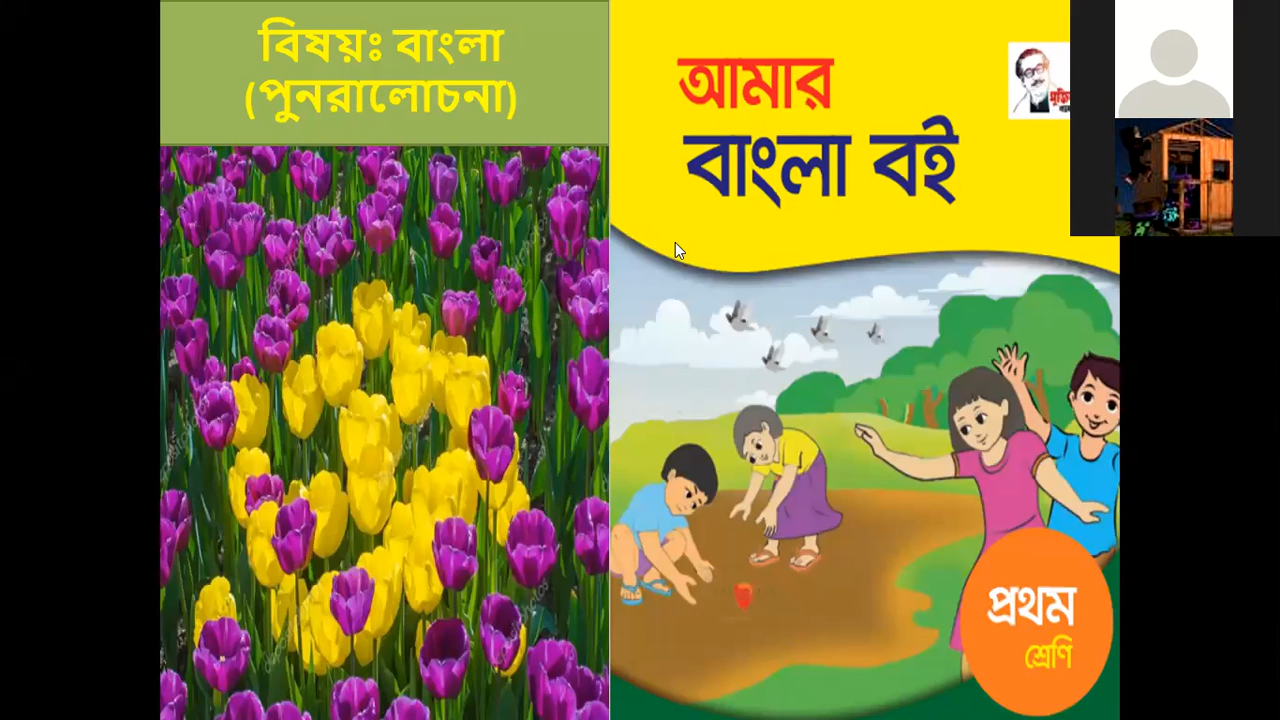 বিষয়ঃ বাংলা
(পুনরালোচনা)
আমার
বাংলা বই
প্রথম
শ্রেণি